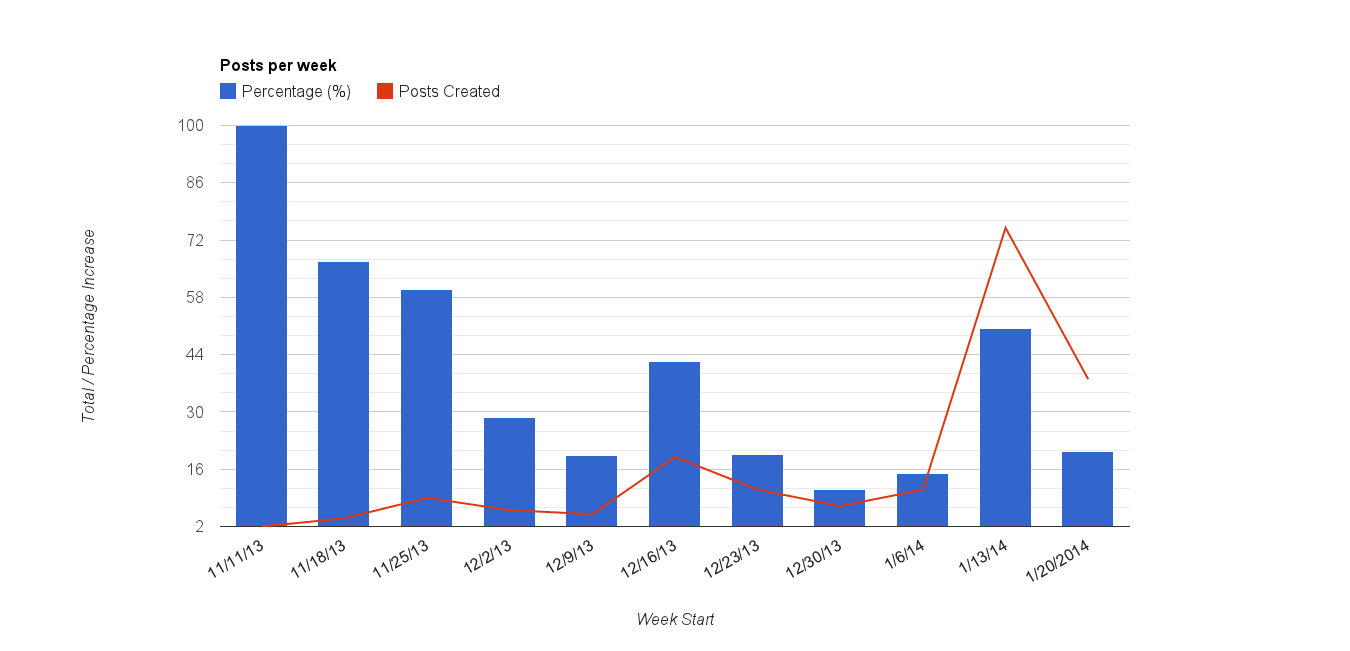 Posts per week
Percentage (%) Posts Created
100
86
72
58
44
30
16
2
Total / Percentage Increase
11/11/13 11/18/13 11/25/13 12/2/13 12/9/13 12/16/13 12/23/13 12/30/13 1/6/14 1/13/14 1/20/2014
Week Start